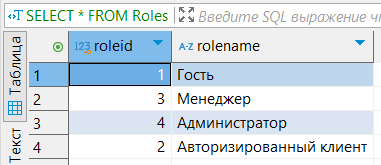 SELECT * FROM Roles
Введите SQL выражение ч
Таблица
Текст
123 roleid
A-Z rolename
1 1 Гость
2 3 Менеджер
3 4 Администратор
4 2 Авторизированный клиент